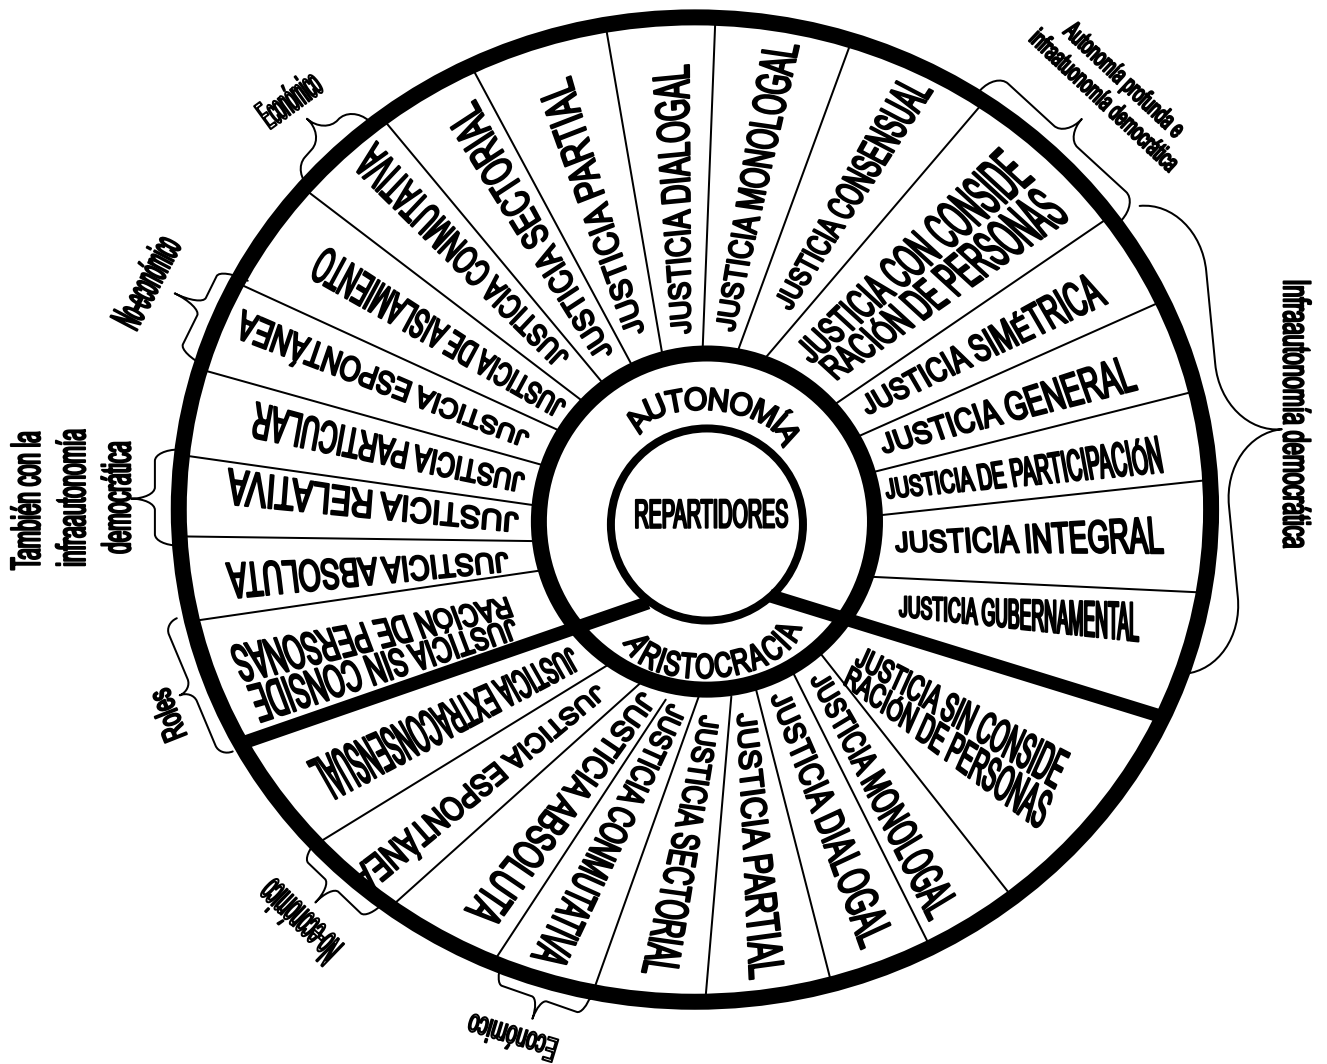 REPARTIDORES
AUTONOMÍA
ARISTOCRACIA
Autonomía profunda e
infraatuonomía democrática
JUSTICIA CON CONSIDE
RACIÓN DE PERSONAS
Infraautonomía democrática
JUSTICIA SIMÉTRICA
JUSTICIA GENERAL
JUSTICIA DE PARTICIPACIÓN
JUSTICIA INTEGRAL
JUSTICIA GUBERNAMENTAL
JUSTICIA SIN CONSIDE
RACIÓN DE PERSONAS
JUSTICIA MONOLOGAL
JUSTICIA DIALOGAL
JUSTICIA PARTIAL
JUSTICIA SECTORIAL
JUSTICIA CONMUTATIVA
Económico
JUSTICIA ABSOLUTA
JUSTICIA ESPONTÁNEA
No-económico
JUSTICIA EXTRACONSENSUAL
JUSTICIA SIN CONSIDE
RACIÓN DE PERSONAS
Roles
JUSTICIA ABSOLUTA
JUSTICIA RELATIVA
También con la
infraautonomía
democrática
JUSTICIA PARTICULAR
JUSTICIA ESPONTÁNEA
No-económico
JUSTICIA DE AISLAMIENTO
JUSTICIA CONMUTATIVA
Económico
JUSTICIA SECTORIAL
JUSTICIA PARTIAL
JUSTICIA DIALOGAL
JUSTICIA MONOLOGAL
JUSTICIA CONSENSUAL